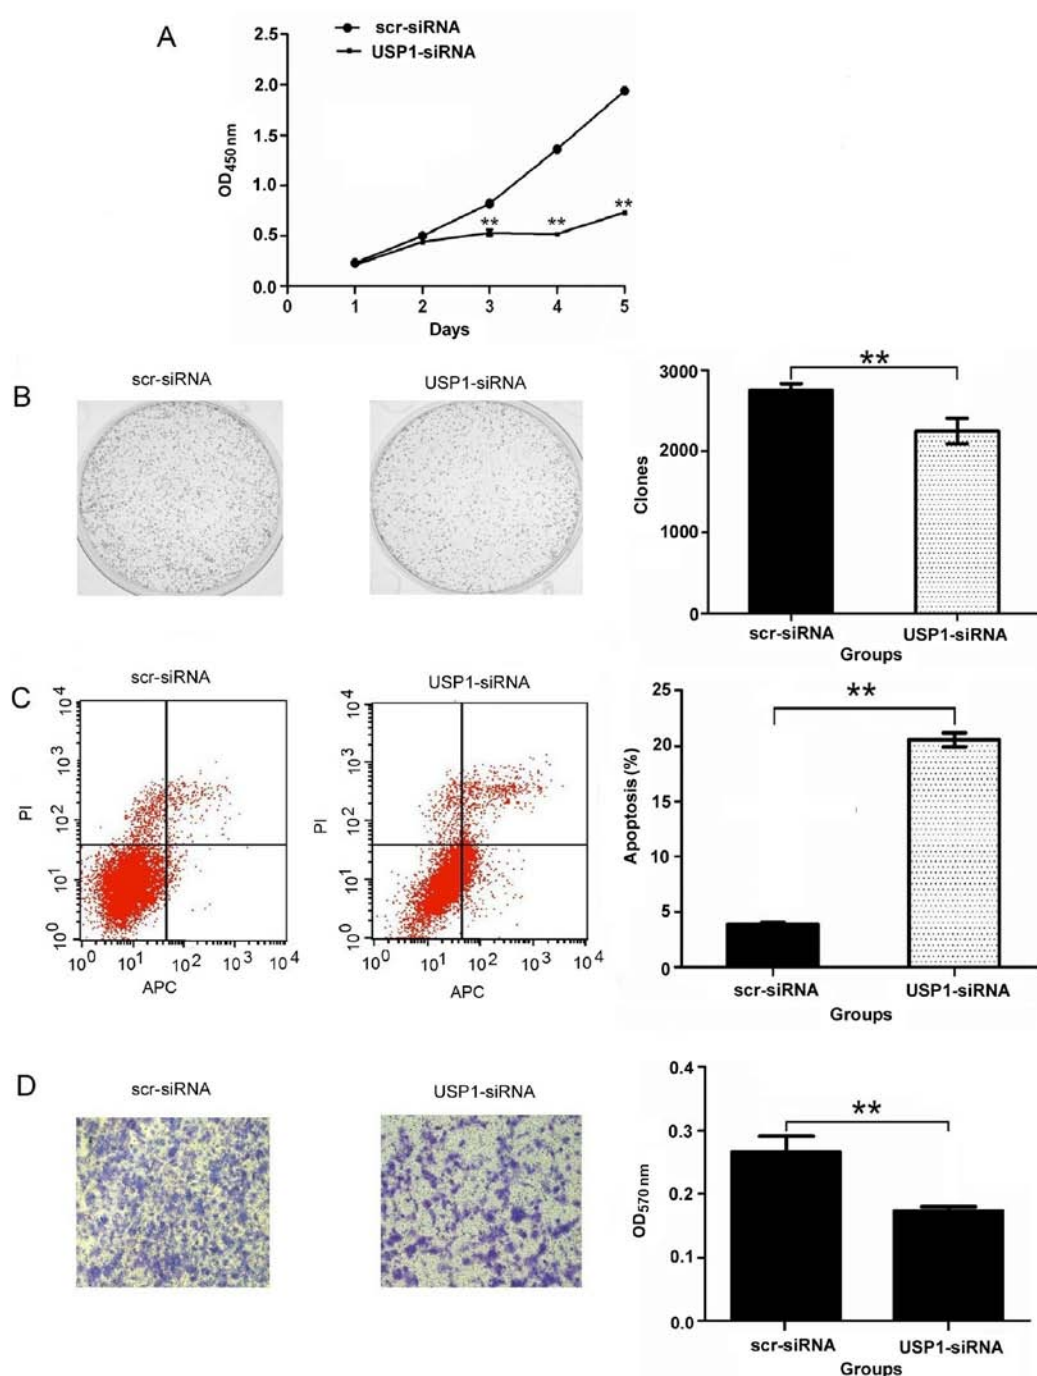 A
scr-siRNA
USP1-siRNA
2.5
2.0
1.5
1.0
0.5
0.0
OD450 nm
**
**
**
0 1 2 3 4 5
Days
B
scr-siRNA
USP1-siRNA
**
3000
2000
1000
0
Clones
scr-siRNA USP1-siRNA
Groups
C
scr-siRNA
10^4
10^3
10^2
10^1
10^0
PI
10^0 10^1 10^2 10^3 10^4
APC
USP1-siRNA
10^4
10^3
10^2
10^1
10^0
PI
10^0 10^1 10^2 10^3 10^4
APC
**
25
20
15
10
5
0
Apoptosis (%)
scr-siRNA USP1-siRNA
Groups
D
scr-siRNA
USP1-siRNA
**
0.4
0.3
0.2
0.1
0.0
OD570 nm
scr-siRNA USP1-siRNA
Groups